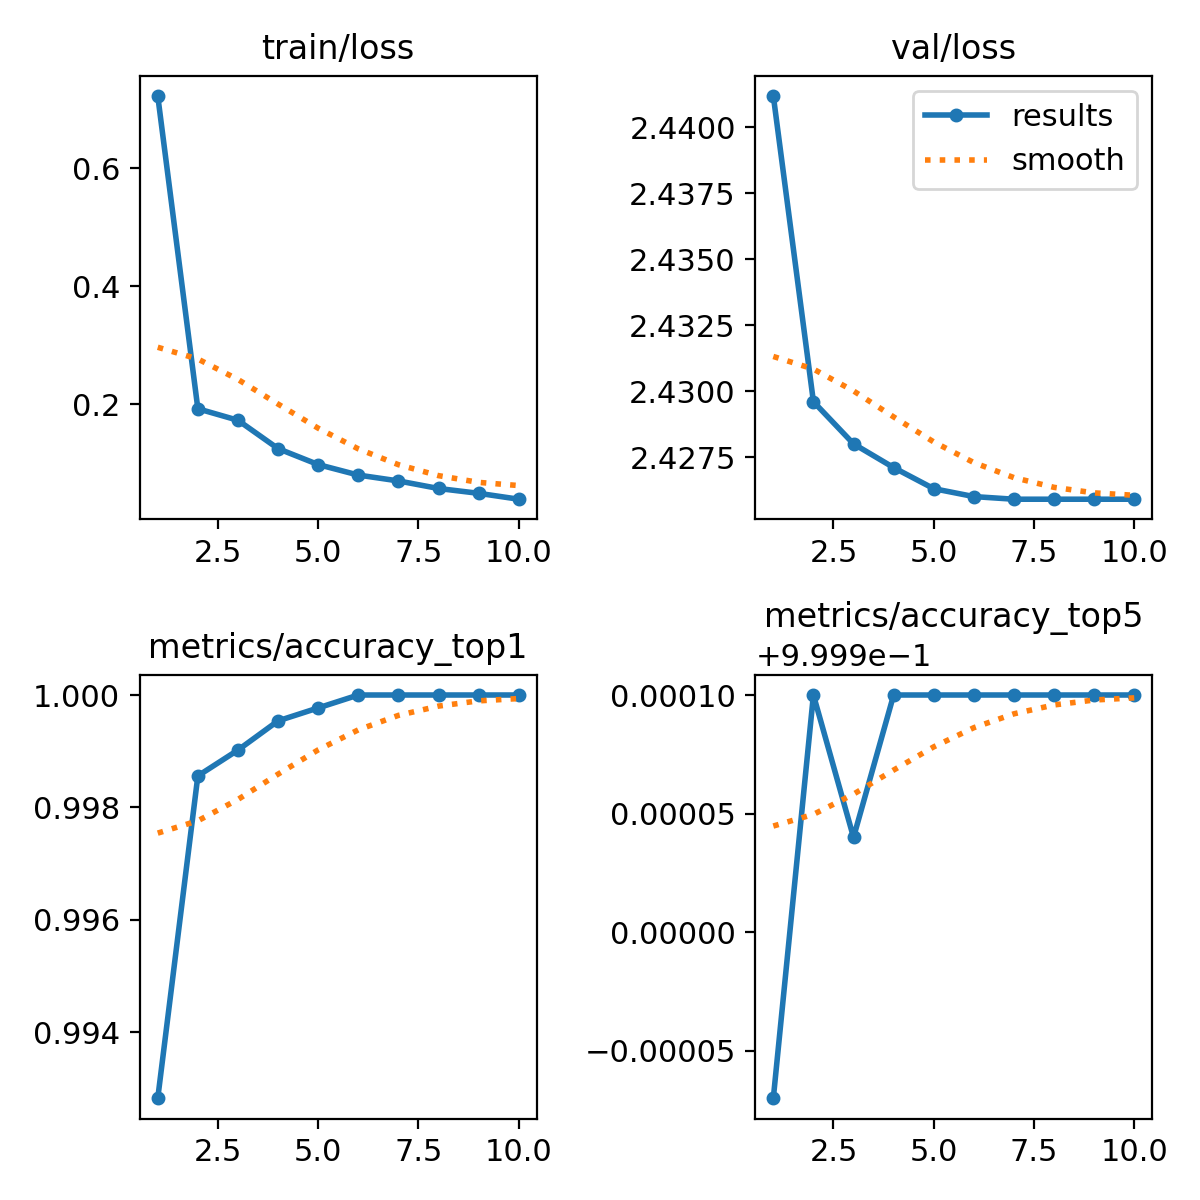 train/loss
0.6
0.4
0.2
2.5 5.0 7.5 10.0
val/loss
results
smooth
2.4400
2.4375
2.4350
2.4325
2.4300
2.4275
2.5 5.0 7.5 10.0
metrics/accuracy_top1
1.000
0.998
0.996
0.994
2.5 5.0 7.5 10.0
metrics/accuracy_top5
+9.999e−1
0.00010
0.00005
0.00000
−0.00005
2.5 5.0 7.5 10.0